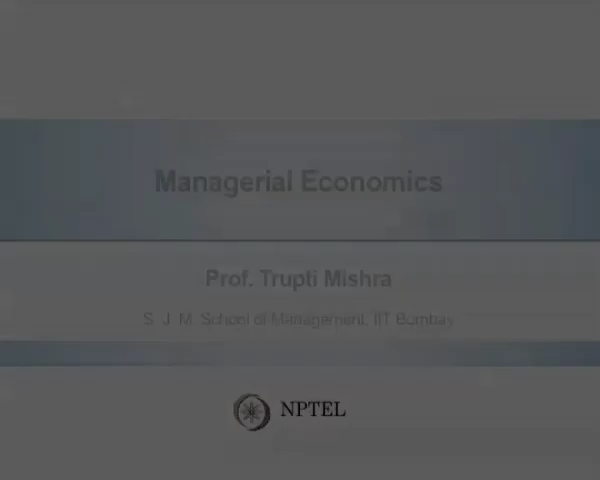 Managerial Economics
Prof. Trupti Mishra
S. J. M. School of Management, IIT Bombay
NPTEL